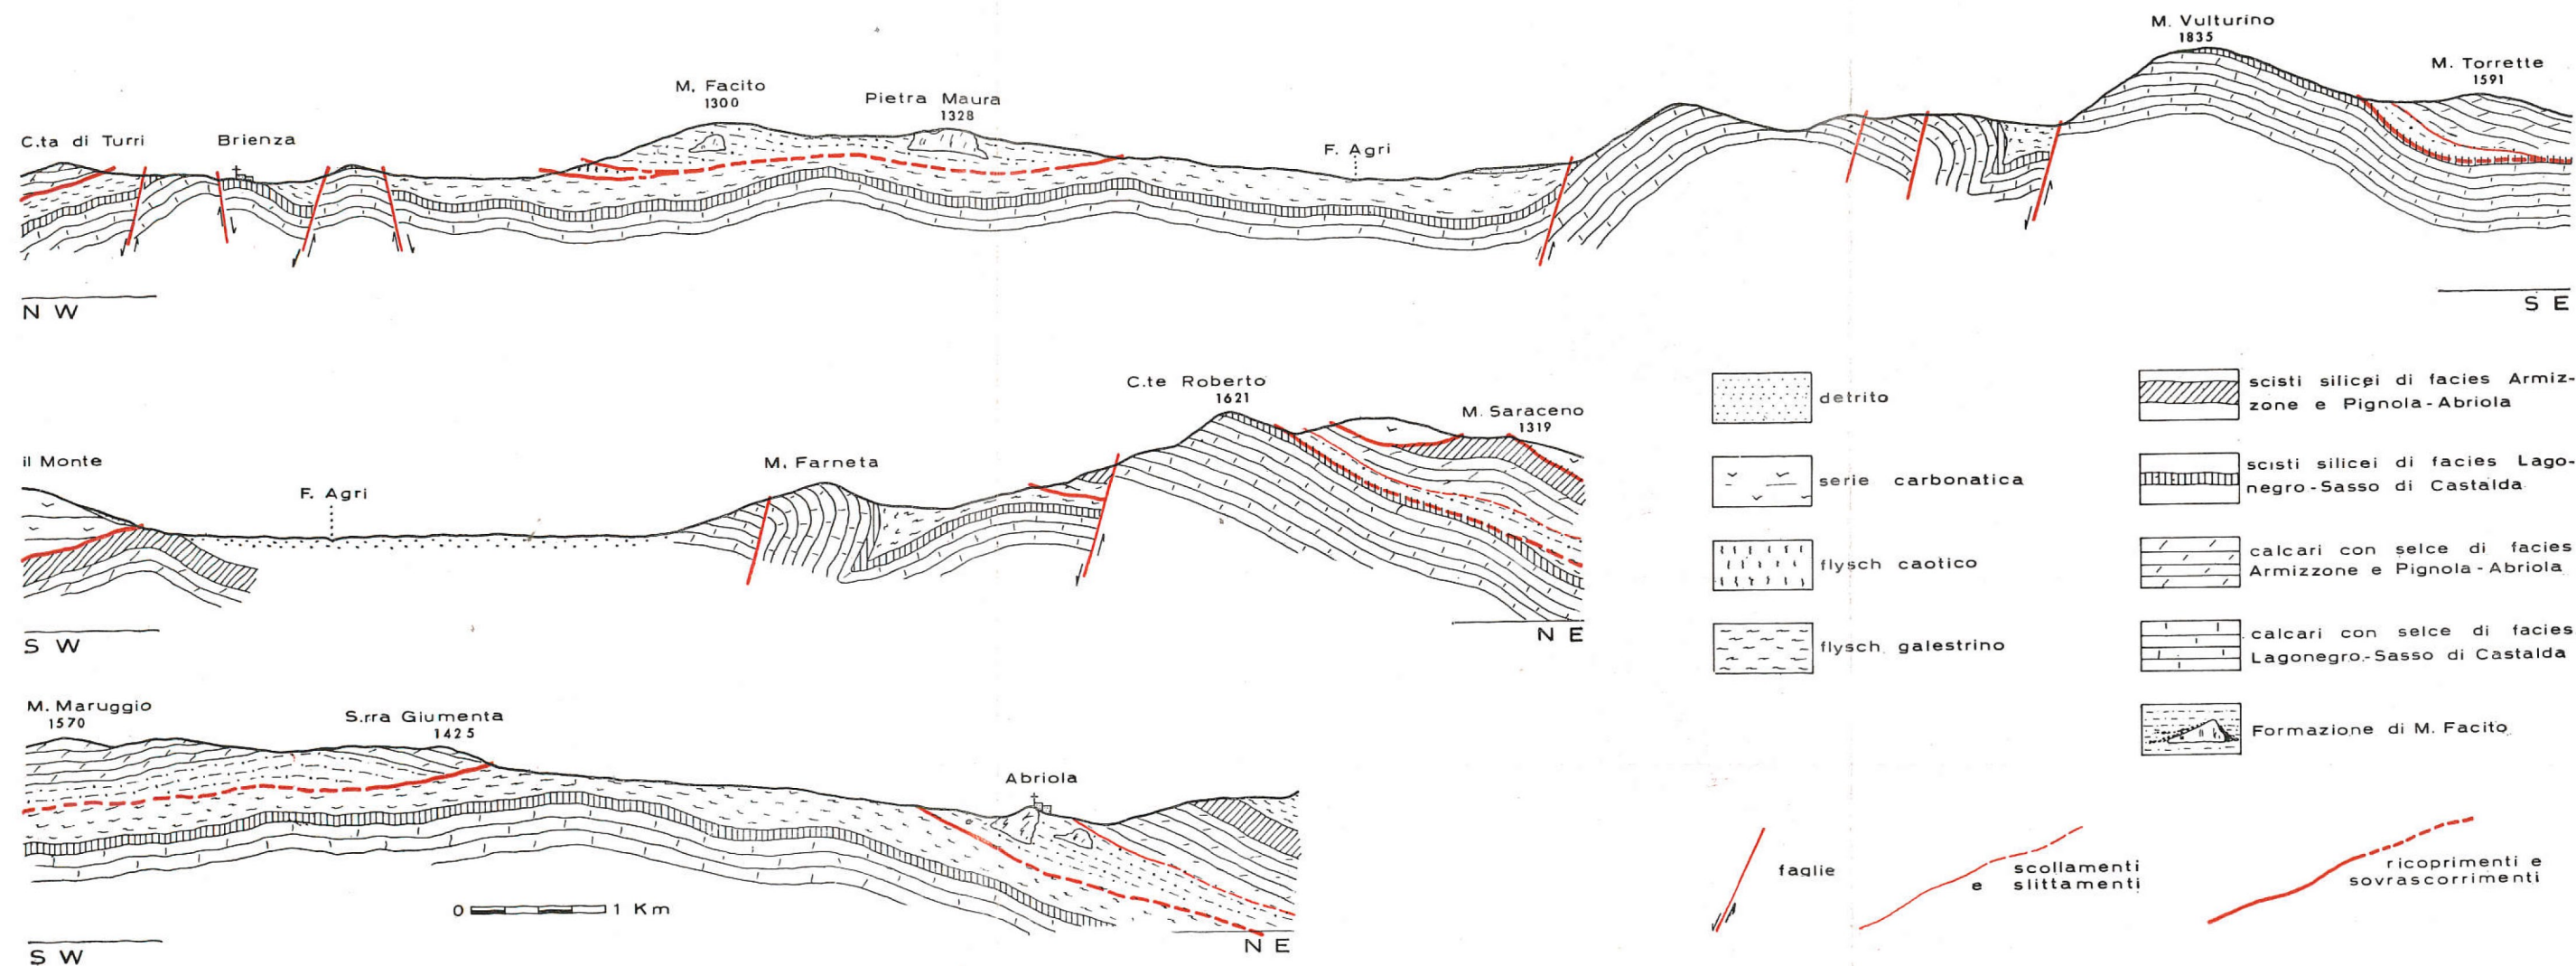 M. Vulturino
1835
M. Torrette
1591
M. Facito
1300
Pietra Maura
1328
C.ta di Turri
Brienza
F. Agri
N W
S E
C.te Roberto
1621
M. Saraceno
1319
il Monte
F. Agri
M. Farneta
S W
N E
M. Maruggio
1570
S.rra Giumenta
1425
Abriola
0 1 Km
S W
N E
detrito
serie carbonatica
flysch caotico
flysch galestrino
scisti silicei di facies Armiz-
zone e Pignola-Abriola
scisti silicei di facies Lago-
negro-Sasso di Castalda
calcari con selce di facies
Armizzone e Pignola-Abriola
calcari con selce di facies
Lagonegro-Sasso di Castalda
Formazione di M. Facito
faglie
scollamenti
e slittamenti
ricoprimenti e
sovrascorrimenti